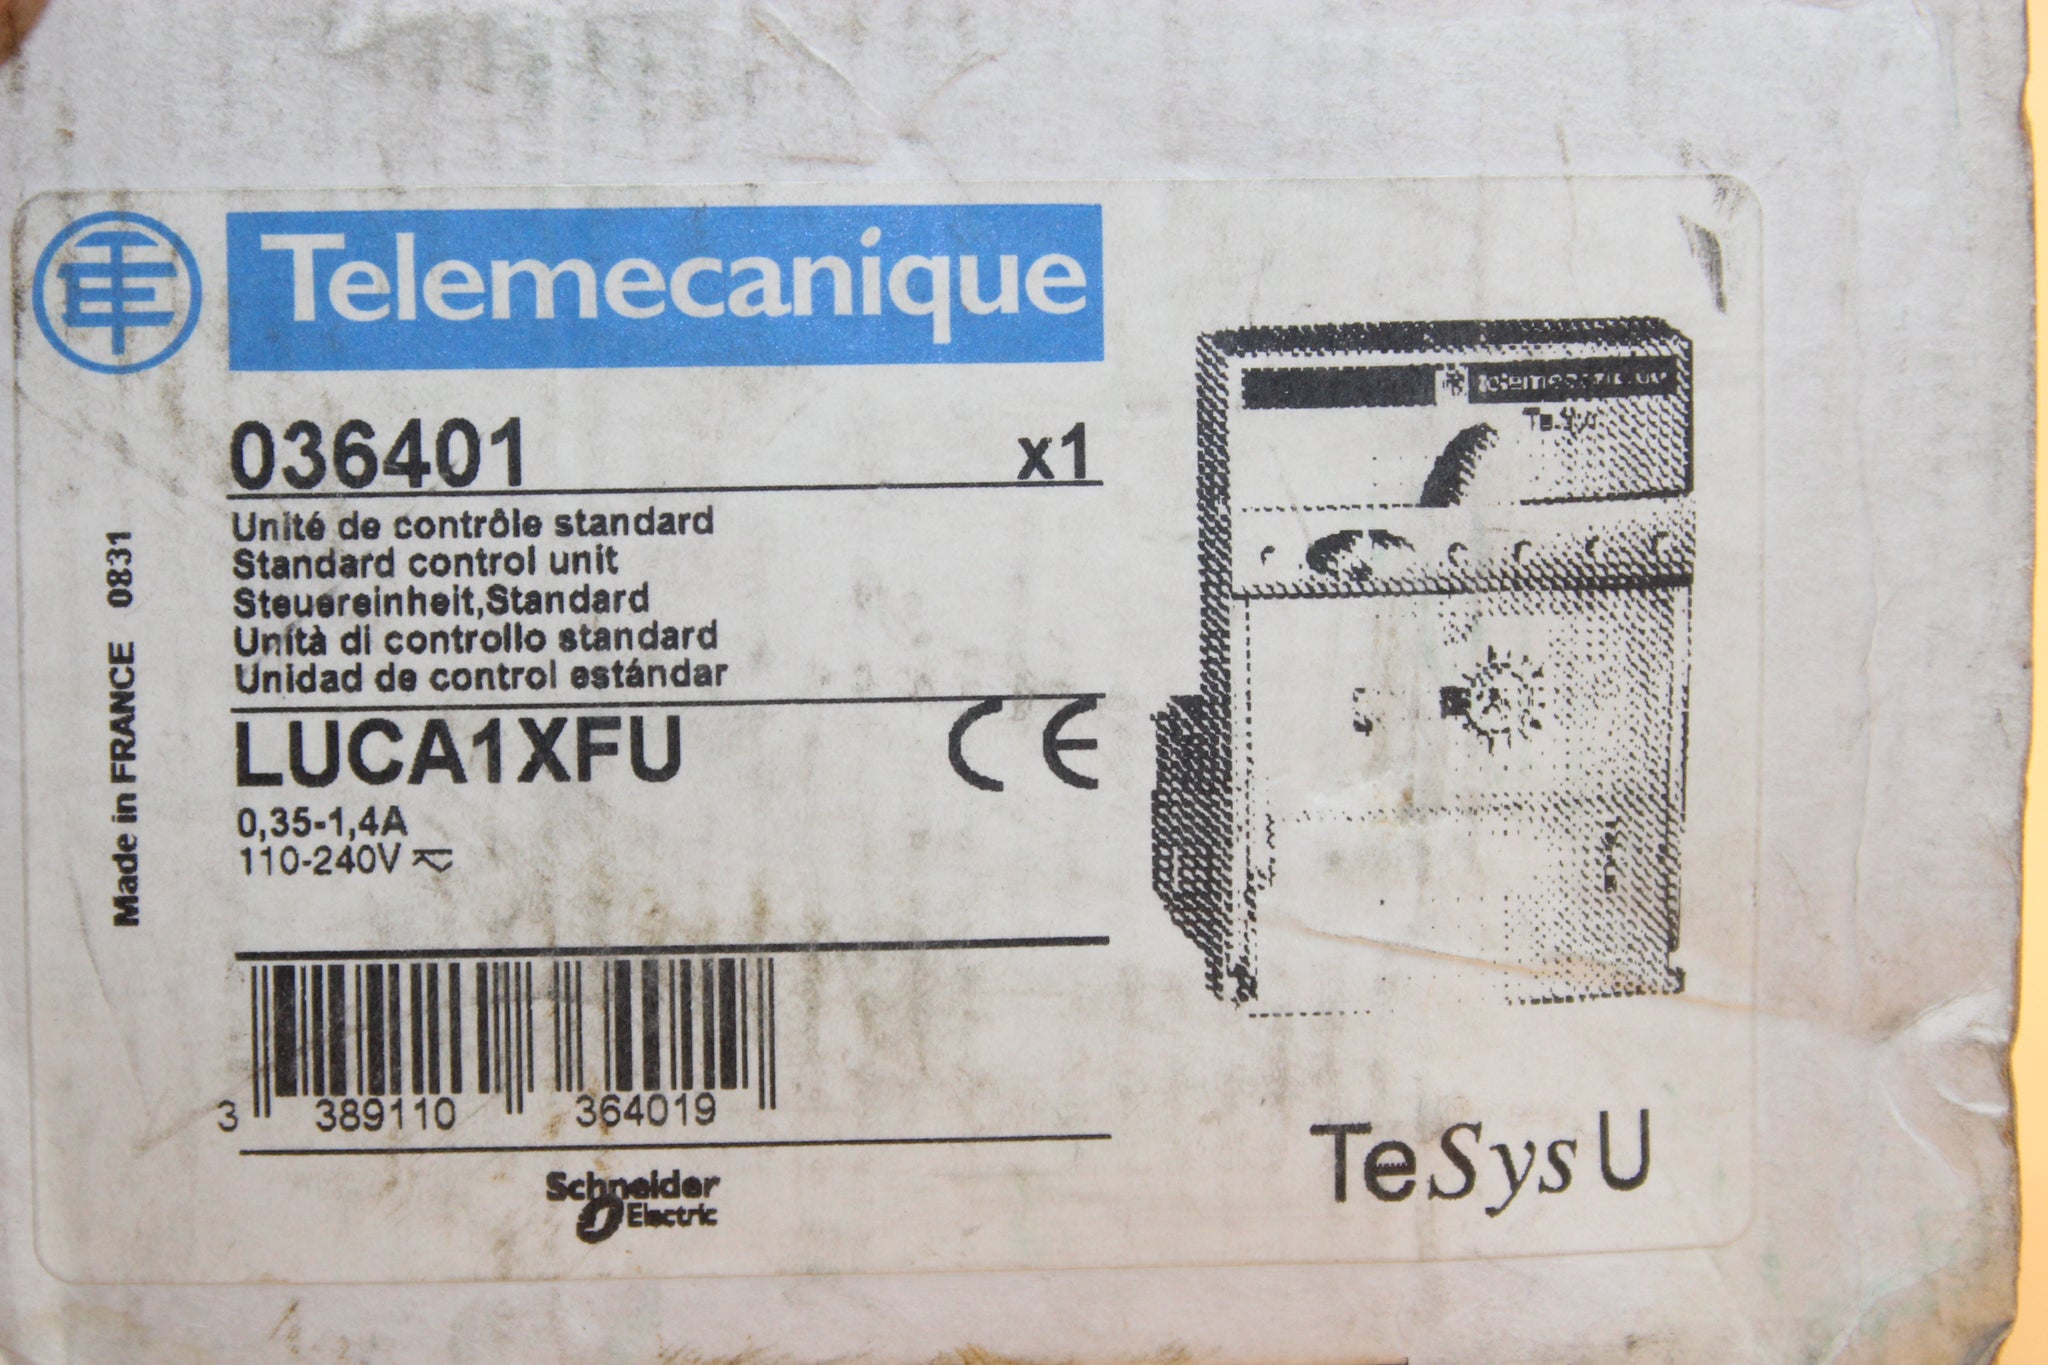 Telemecanique
036401 x1
Unité de contrôle standard
Standard control unit
Steuereinheit,Standard
Unità di controllo standard
Unidad de control estándar
LUCA1XFU CE
0,35-1,4A
110-240V
Made in FRANCE 0831
3 389110 364019
Schneider
Electric
Telemecanique
TeSys U